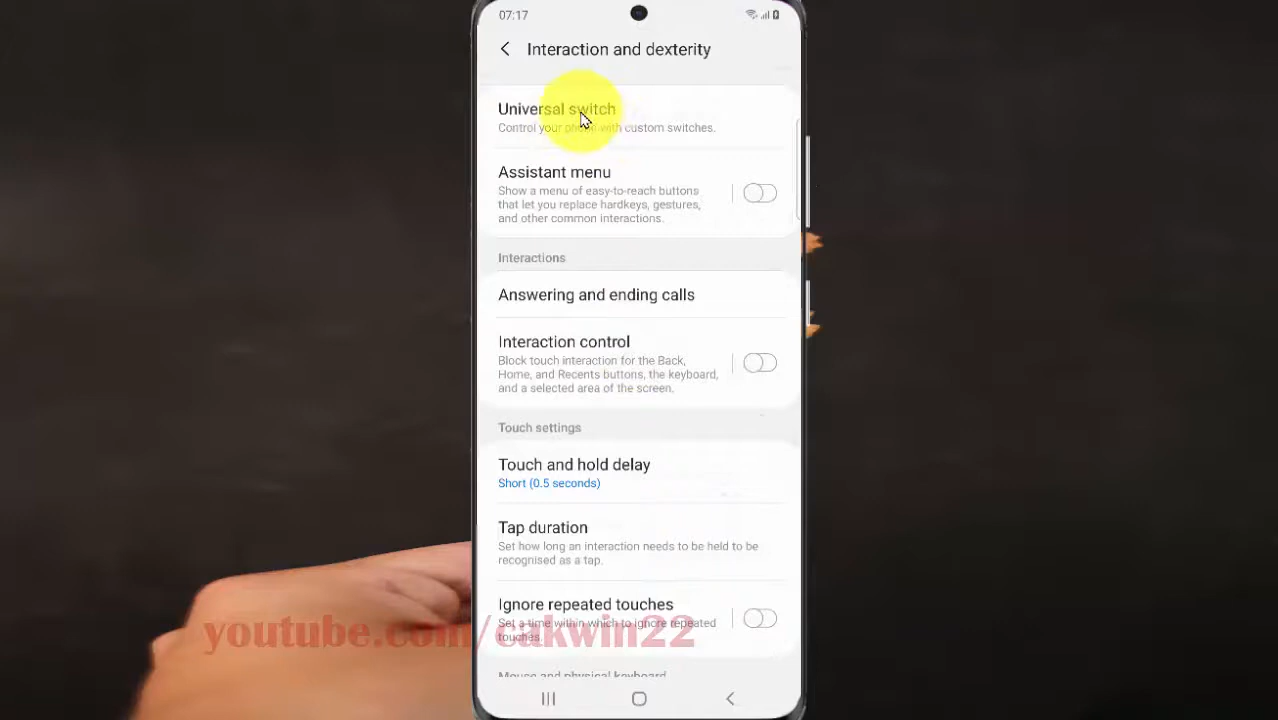 07:17
Interaction and dexterity
Universal switch
Control your phone with custom switches.
Assistant menu
Show a menu of easy-to-reach buttons
that let you replace hardkeys, gestures,
and other common interactions.
Interactions
Answering and ending calls
Interaction control
Block touch interaction for the Back,
Home, and Recents buttons, the keyboard,
and a selected area of the screen.
Touch settings
Touch and hold delay
Short (0.5 seconds)
Tap duration
Set how long an interaction needs to be held to be
recognised as a tap.
Ignore repeated touches
Set a time within which to ignore repeated
touches.
youtube.com/cakwin22
Mouse and physical keyboard